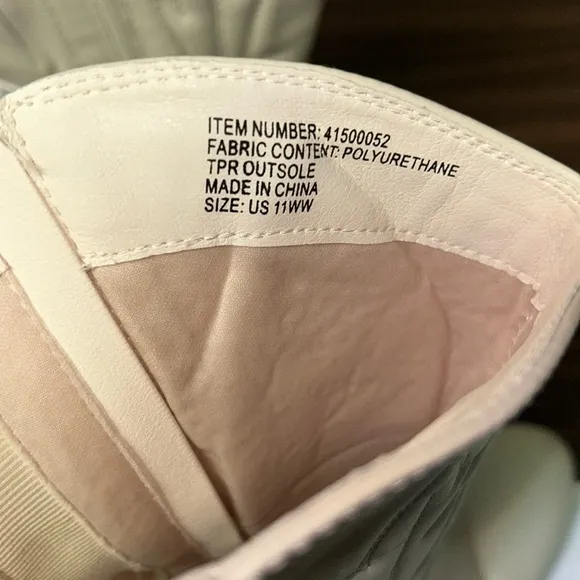 ITEM NUMBER: 41500052
FABRIC CONTENT: POLYURETHANE
TPR OUTSOLE
MADE IN CHINA
SIZE: US 11WW